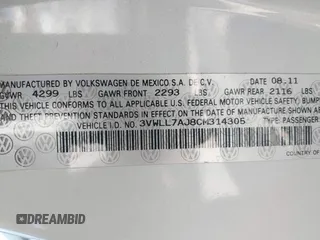 MANUFACTURED BY VOLKSWAGEN DE MEXICO S.A. DE C.V. DATE 08.11
GVWR 4299 LBS GAWR FRONT 2293 LBS GAWR REAR 2116 LBS
THIS VEHICLE CONFORMS TO ALL APPLICABLE U.S. FEDERAL MOTOR VEHICLE SAFETY, BUMP
AND THEFT PREVENTION STANDARDS IN EFFECT ON THE DATE OF MANUFACTURE SHOWN ABO
VEHICLE I.D. NO. 3VWLL7AJ8CM314305 TYPE PASSENGER
COUNTRY OF
DREAMBID